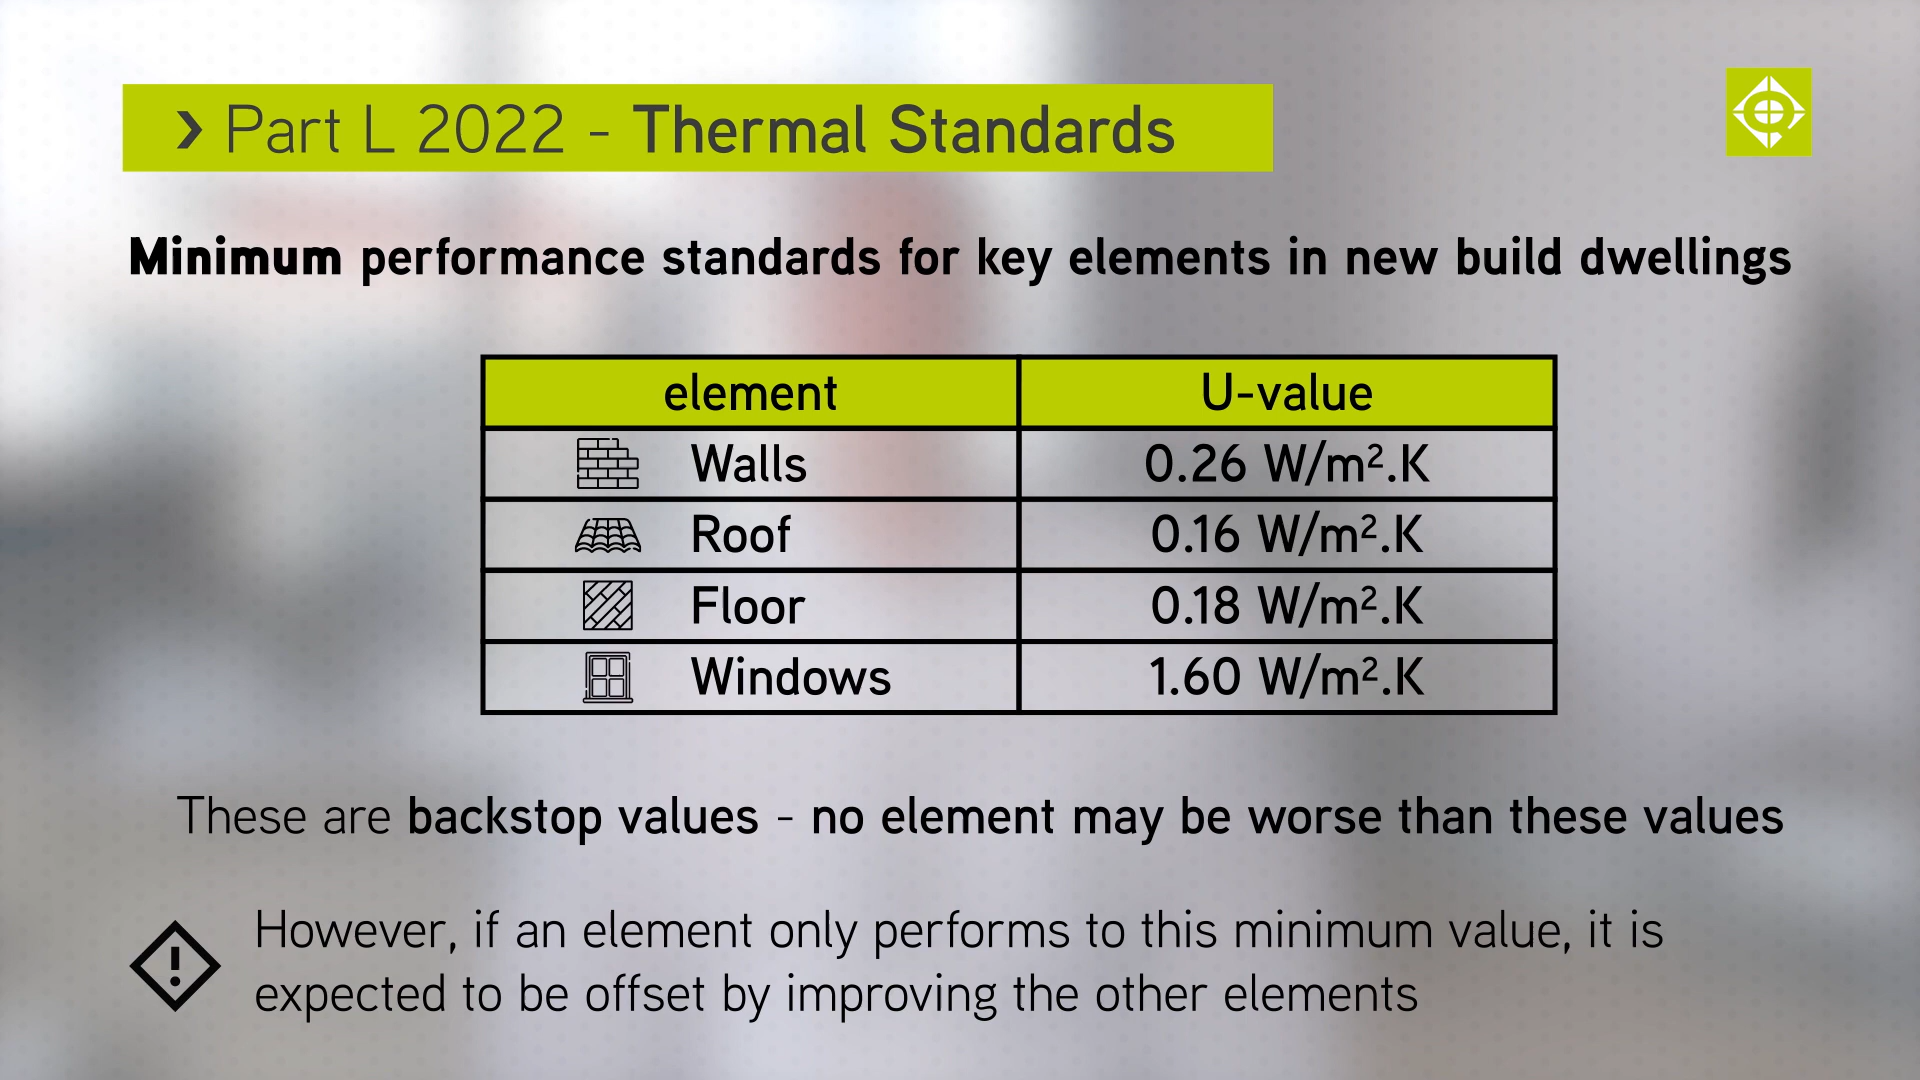 › Part L 2022 - Thermal Standards
Minimum performance standards for key elements in new build dwellings
element U-value
Walls 0.26 W/m².K
Roof 0.16 W/m².K
Floor 0.18 W/m².K
Windows 1.60 W/m².K
These are backstop values - no element may be worse than these values
However, if an element only performs to this minimum value, it is
expected to be offset by improving the other elements